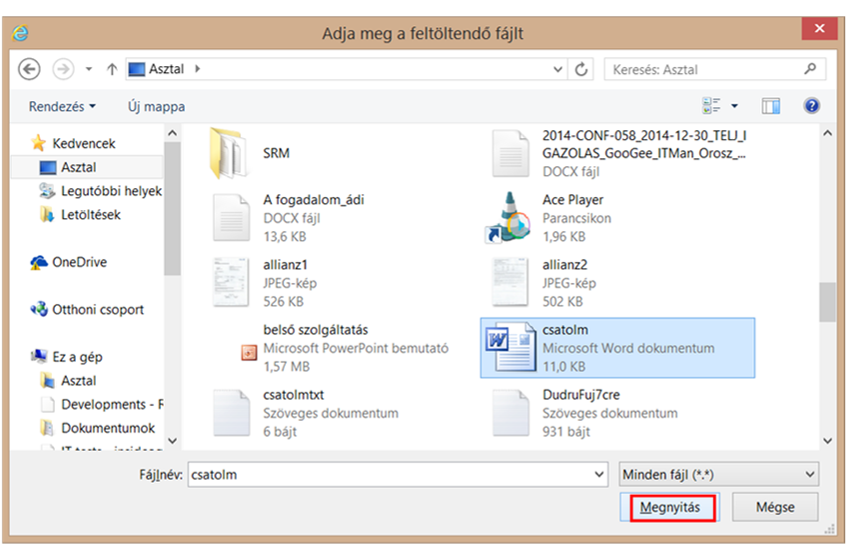 Adja meg a feltöltendő fájlt
Asztal
Keresés: Asztal
Rendezés
Új mappa
Kedvencek
Asztal
Legutóbbi helyek
Letöltések
OneDrive
Otthoni csoport
Ez a gép
Asztal
Developments - F
Dokumentumok
SRM
2014-CONF-058_2014-12-30_TELJ_I
GAZOLAS_GooGee_ITMan_Orosz_...
DOCX fájl
A fogadalom_ádi
DOCX fájl
13,6 KB
Ace Player
Parancsikon
1,96 KB
allianz1
JPEG-kép
526 KB
allianz2
JPEG-kép
502 KB
belső szolgáltatás
Microsoft PowerPoint bemutató
1,57 MB
csatolm
Microsoft Word dokumentum
11,0 KB
csatolmtxt
Szöveges dokumentum
6 bájt
DudruFuj7cre
Szöveges dokumentum
931 bájt
Fájlnév:
csatolm
Minden fájl (*.*)
Megnyitás
Mégse